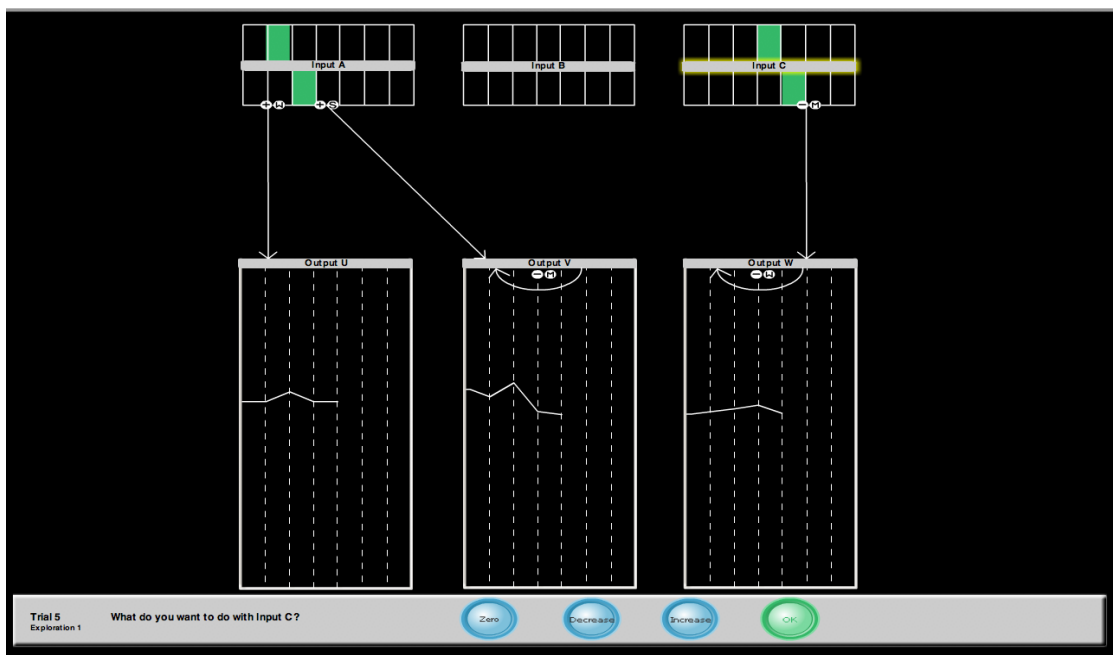 Input A
Input B
Input C
+ W
+ S
− M
Output U
Output V
Output W
− M
− W
Trial 5
What do you want to do with Input C?
Exploration 1
Zero
Decrease
Increase
OK